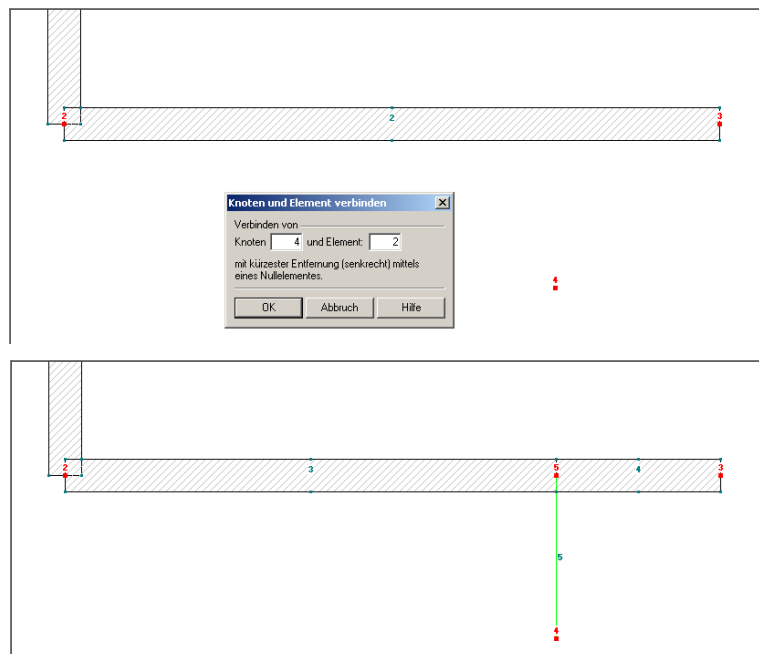 2
2
3
Knoten und Element verbinden
Verbinden von
Knoten 4 und Element: 2
mit kürzester Entfernung (senkrecht) mittels
eines Nullelementes.
OK Abbruch Hilfe
4
2
3
5
4
3
5
4